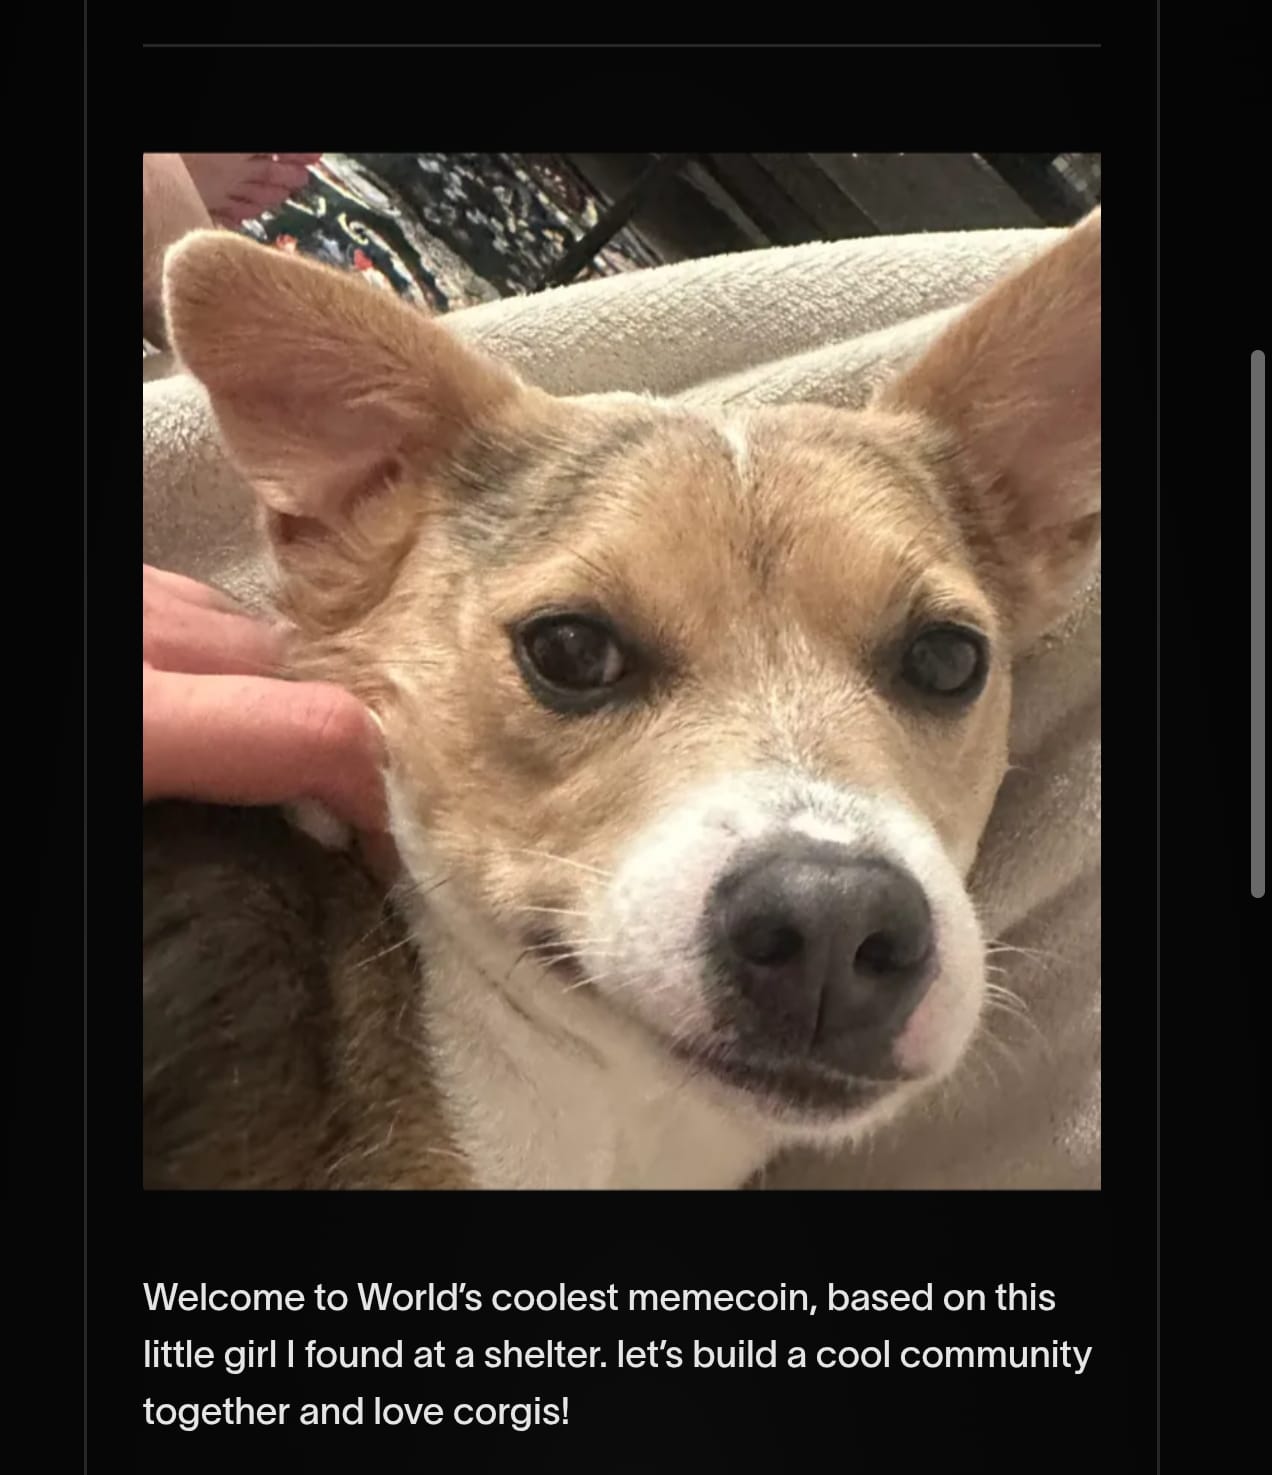 Welcome to World’s coolest memecoin, based on this
little girl I found at a shelter. let’s build a cool community
together and love corgis!